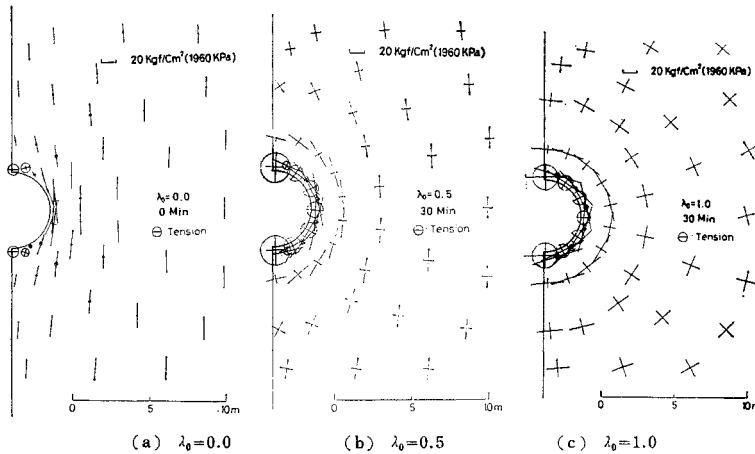 20 Kgf/Cm² (1960 KPa)
λ₀= 0.0
0 Min
⊖ Tension
0 5 10m
(a) λ₀=0.0
20 Kgf/Cm² (1960 KPa)
λ₀= 0.5
30 Min
⊖ Tension
0 5 10m
(b) λ₀=0.5
20 Kgf/Cm² (1960 KPa)
λ₀=1.0
30 Min
⊖ Tension
0 5 10m
(c) λ₀=1.0